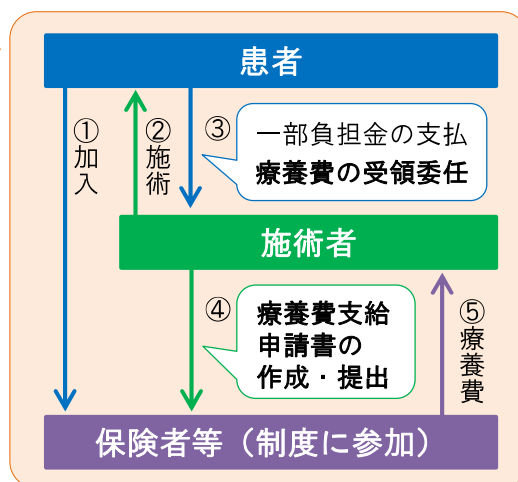 患者
①加入
②施術
③
一部負担金の支払
療養費の受領委任
施術者
④
療養費支給
申請書の
作成・提出
⑤療養費
保険者等（制度に参加）